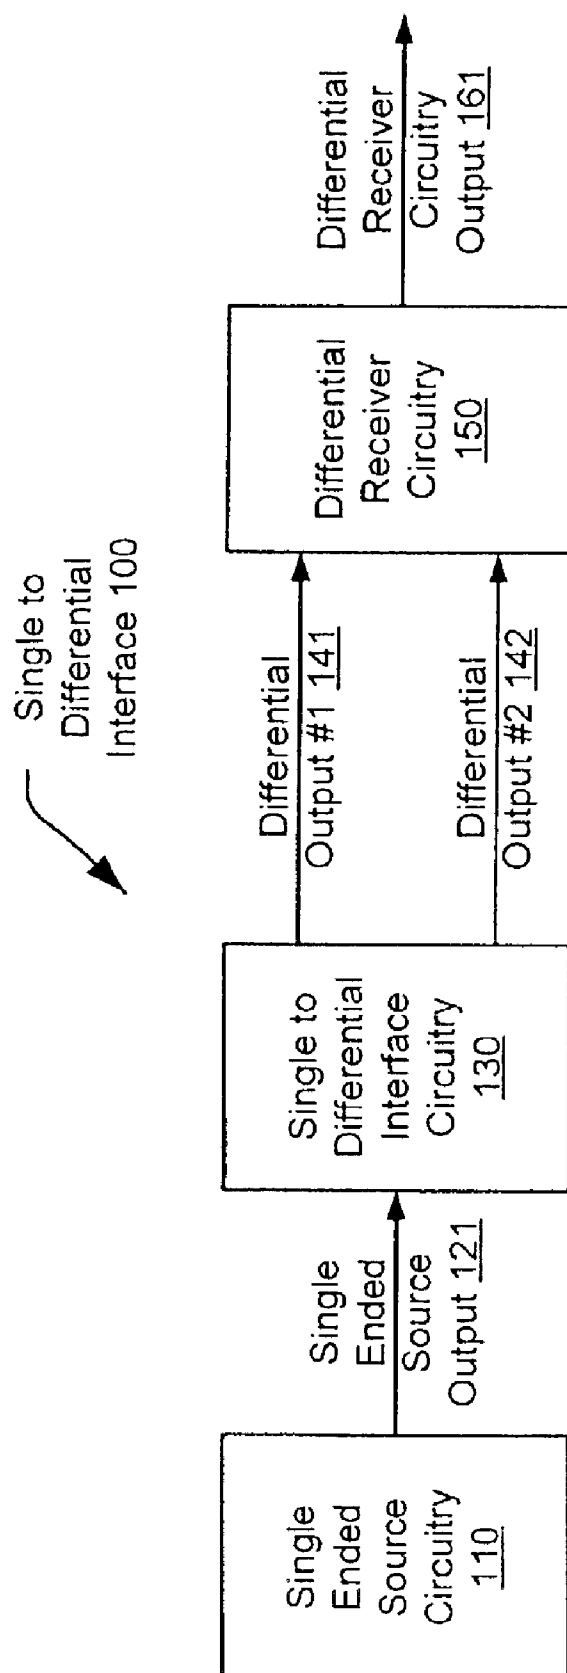 Single to
Differential
Interface 100
Single
Ended
Source
Circuitry
110
Single
Ended
Source
Output 121
Single to
Differential
Interface
Circuitry
130
Differential
Output #1 141
Differential
Output #2 142
Differential
Receiver
Circuitry
150
Differential
Receiver
Circuitry
Output 161